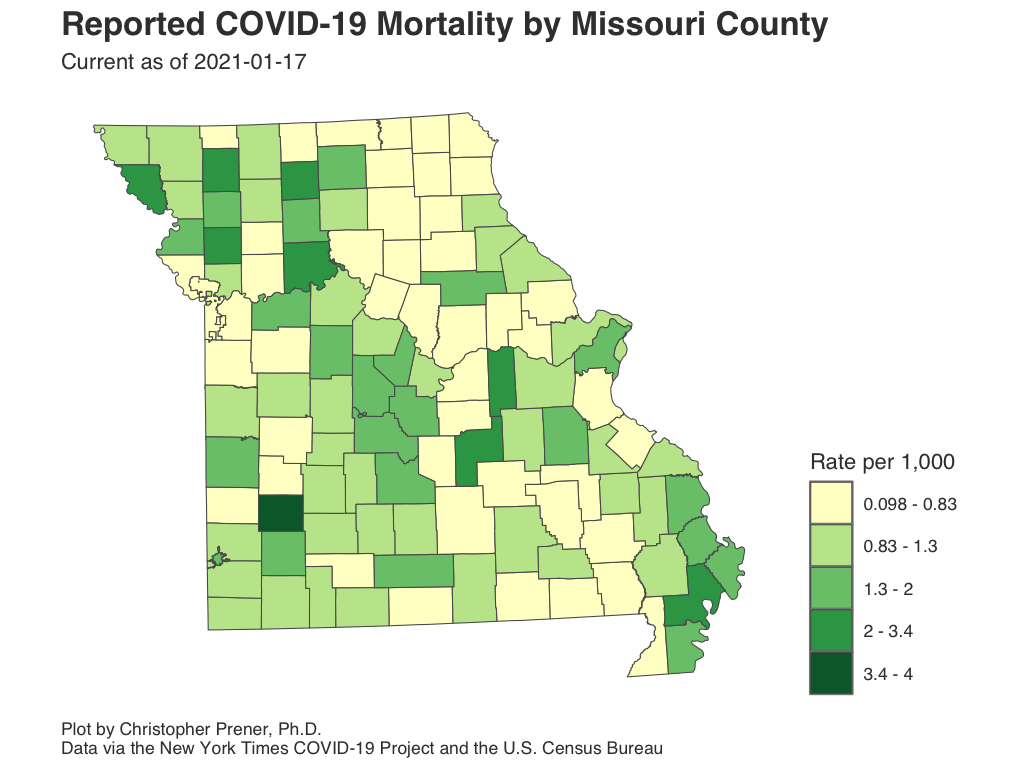 Reported COVID-19 Mortality by Missouri County
Current as of 2021-01-17
Rate per 1,000
0.098 - 0.83
0.83 - 1.3
1.3 - 2
2 - 3.4
3.4 - 4
Plot by Christopher Prener, Ph.D.
Data via the New York Times COVID-19 Project and the U.S. Census Bureau